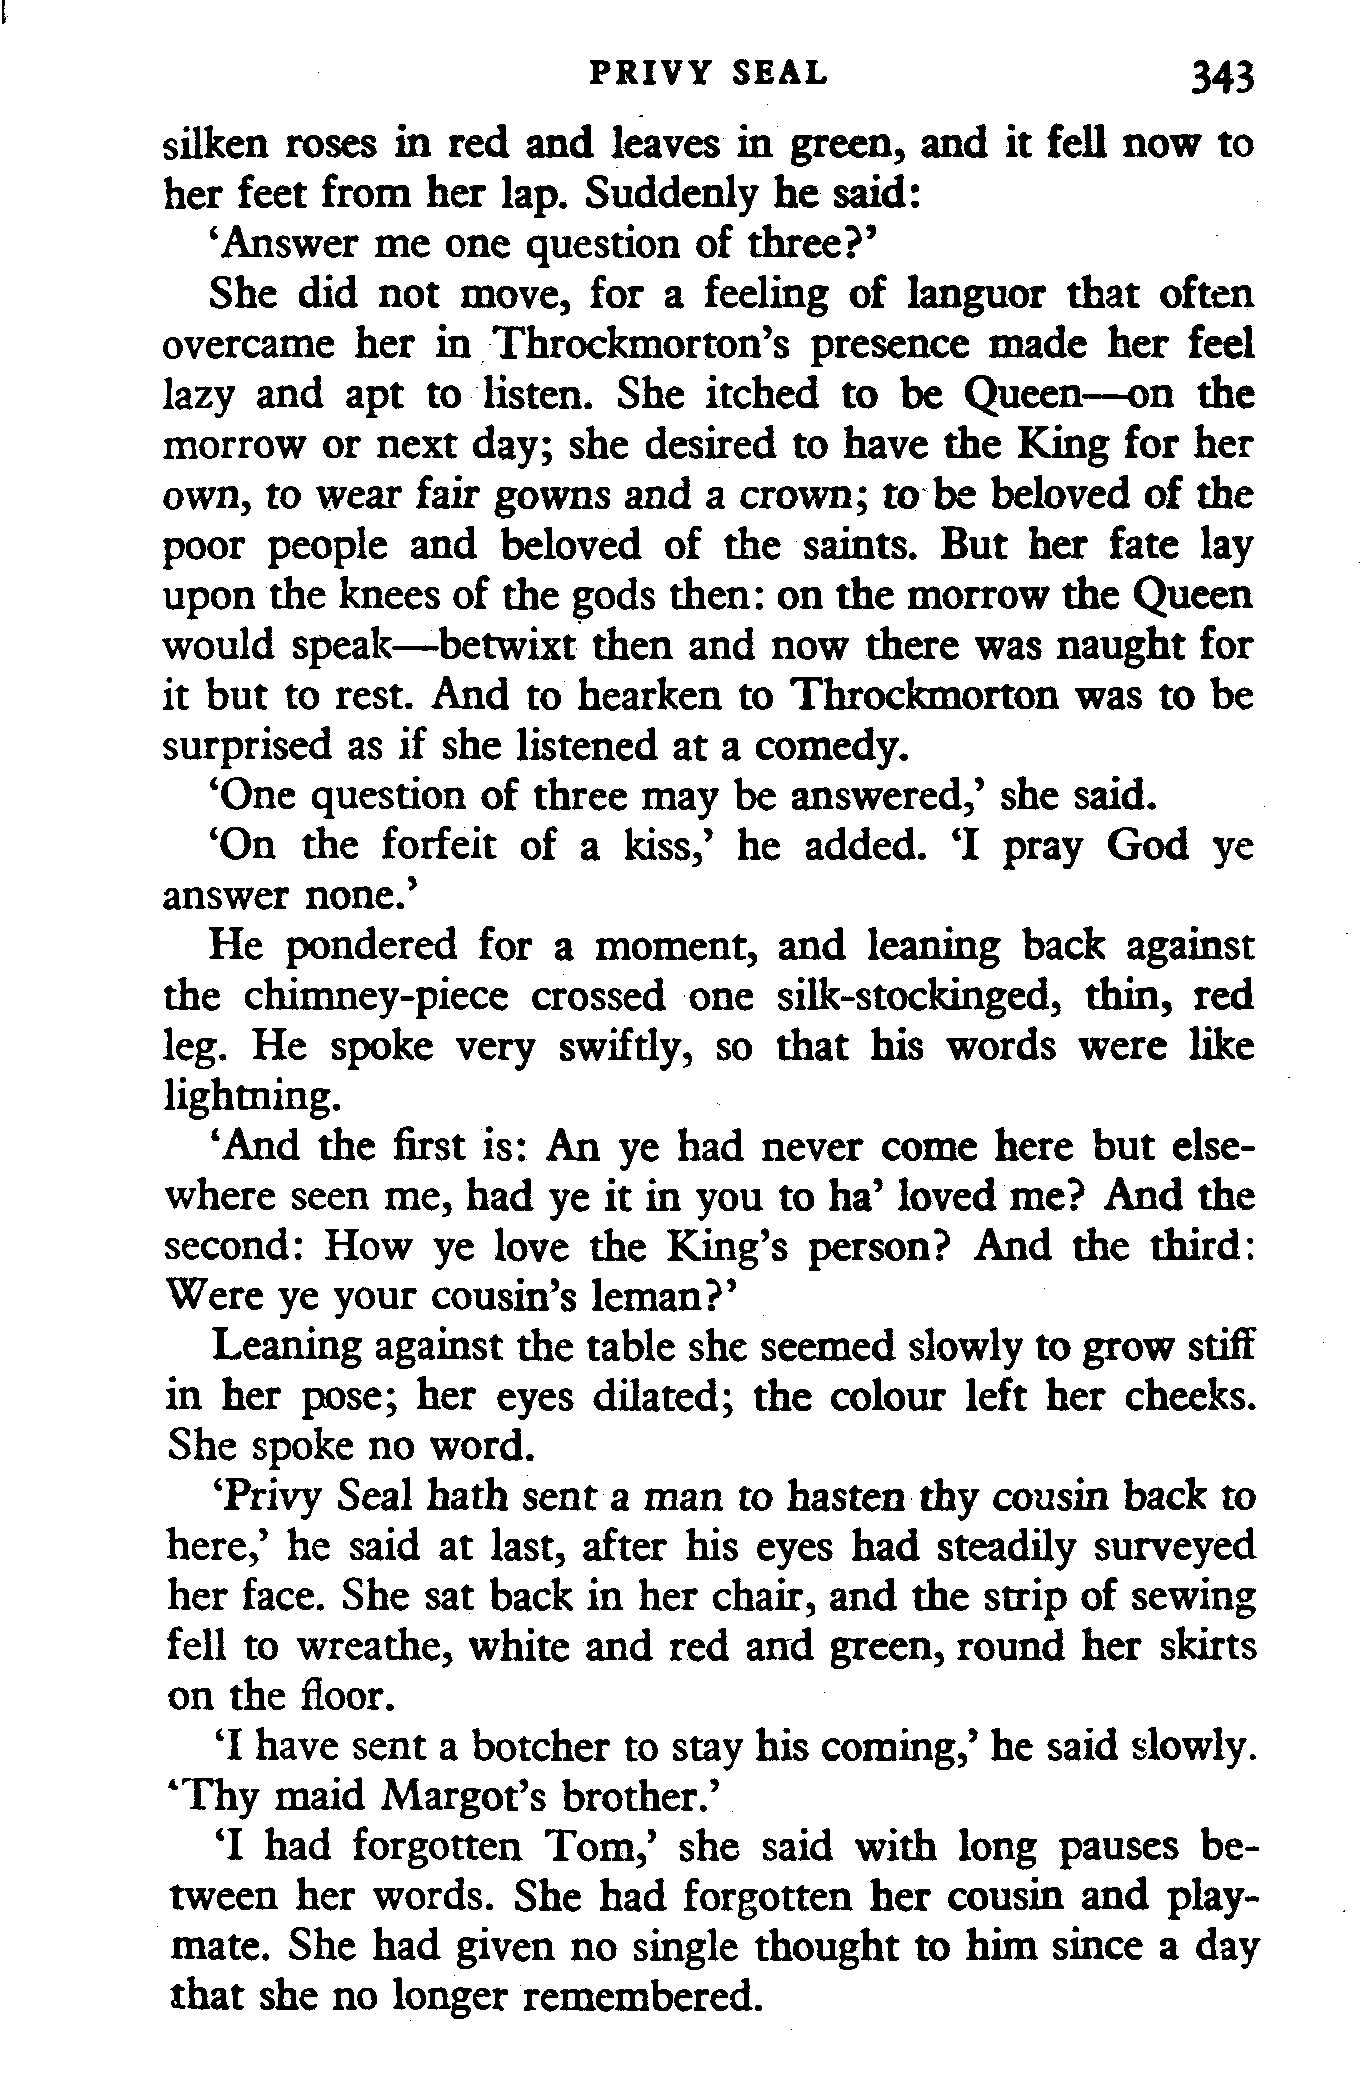 PRIVY SEAL 343
silken roses in red and leaves in green, and it fell now to
her feet from her lap. Suddenly he said:
‘Answer me one question of three?’
She did not move, for a feeling of languor that often
overcame her in Throckmorton’s presence made her feel
lazy and apt to listen. She itched to be Queen—on the
morrow or next day; she desired to have the King for her
own, to wear fair gowns and a crown; to be beloved of the
poor people and beloved of the saints. But her fate lay
upon the knees of the gods then: on the morrow the Queen
would speak—betwixt then and now there was naught for
it but to rest. And to hearken to Throckmorton was to be
surprised as if she listened at a comedy.
‘One question of three may be answered,’ she said.
‘On the forfeit of a kiss,’ he added. ‘I pray God ye
answer none.’
He pondered for a moment, and leaning back against
the chimney-piece crossed one silk-stockinged, thin, red
leg. He spoke very swiftly, so that his words were like
lightning.
‘And the first is: An ye had never come here but else-
where seen me, had ye it in you to ha’ loved me? And the
second: How ye love the King’s person? And the third:
Were ye your cousin’s leman?’
Leaning against the table she seemed slowly to grow stiff
in her pose; her eyes dilated; the colour left her cheeks.
She spoke no word.
‘Privy Seal hath sent a man to hasten thy cousin back to
here,’ he said at last, after his eyes had steadily surveyed
her face. She sat back in her chair, and the strip of sewing
fell to wreathe, white and red and green, round her skirts
on the floor.
‘I have sent a botcher to stay his coming,’ he said slowly.
‘Thy maid Margot’s brother.’
‘I had forgotten Tom,’ she said with long pauses be-
tween her words. She had forgotten her cousin and play-
mate. She had given no single thought to him since a day
that she no longer remembered.